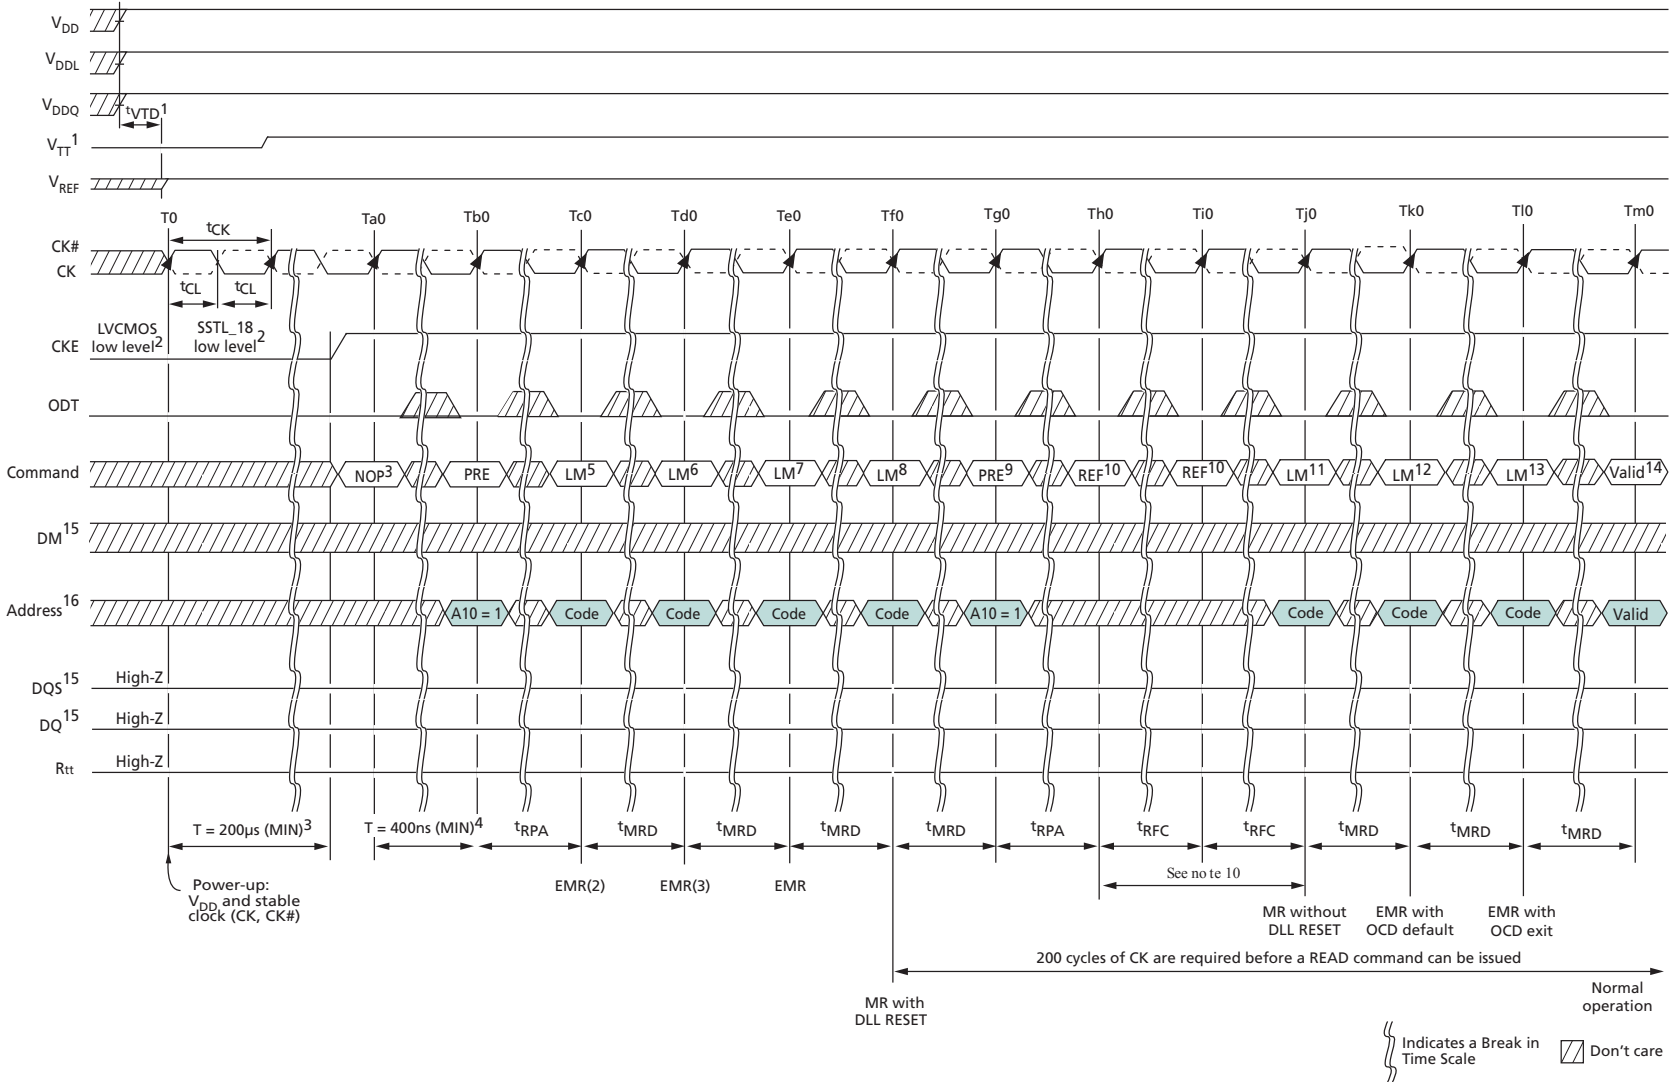 VDD
VDDL
VDDQ
tVTD1
VTT1
VREF
T0 Ta0 Tb0 Tc0 Td0 Te0 Tf0 Tg0 Th0 Ti0 Tj0 Tk0 Tl0 Tm0
tCK
CK#
CK
tCL tCL
LVCMOS
low level2
SSTL_18
low level2
CKE
ODT
Command NOP3 PRE LM5 LM6 LM7 LM8 PRE9 REF10 REF10 LM11 LM12 LM13 Valid14
DM15
Address16 A10 = 1 Code Code Code Code A10 = 1 Code Code Code Valid
DQS15 High-Z
DQ15 High-Z
Rtt High-Z
T = 200µs (MIN)3 T = 400ns (MIN)4 tRPA tMRD tMRD tMRD tMRD tRPA tRFC tRFC tMRD tMRD tMRD
Power-up:
VDD and stable
clock (CK, CK#)
EMR(2) EMR(3) EMR
See note 10
MR without
DLL RESET
EMR with
OCD default
EMR with
OCD exit
200 cycles of CK are required before a READ command can be issued
MR with
DLL RESET
Normal
operation
Indicates a Break in
Time Scale
Don't care